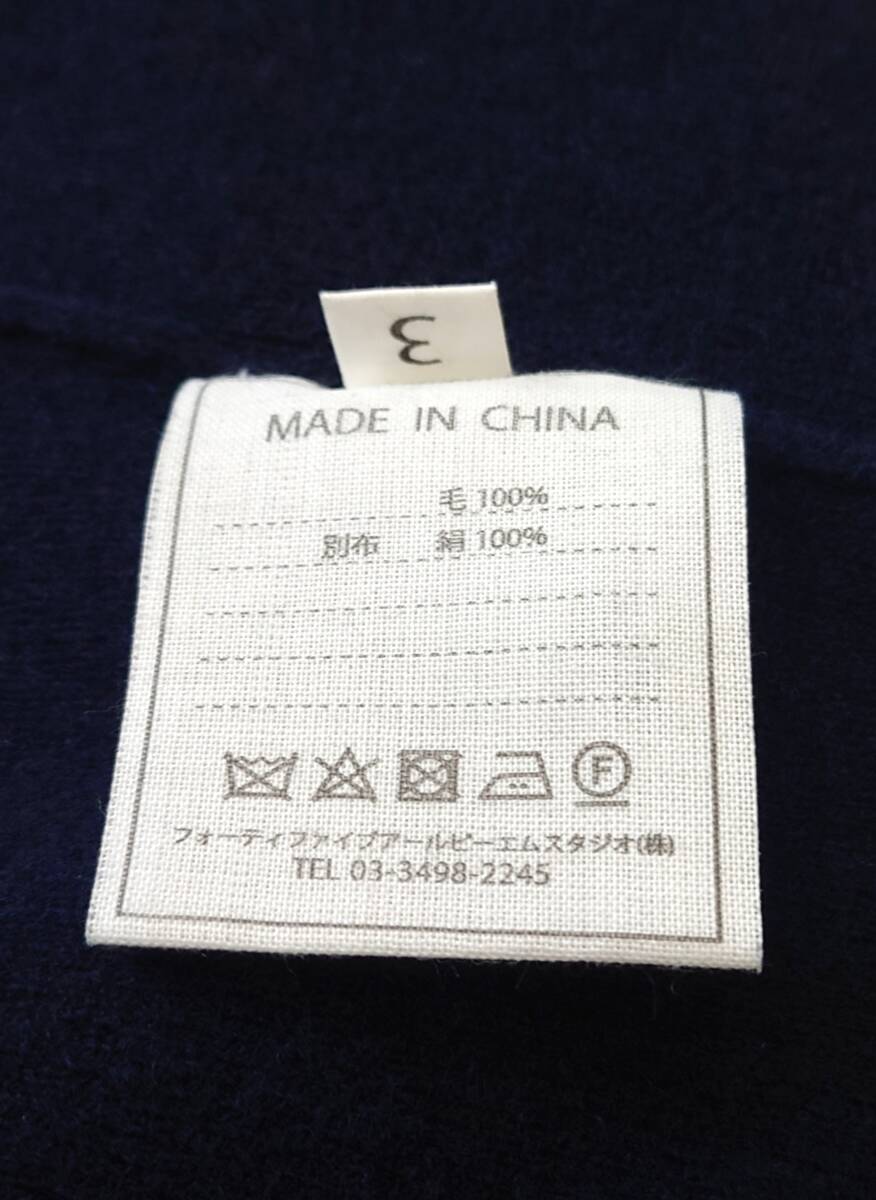 3
MADE IN CHINA
毛 100%
別布 絹 100%
F
フォーティファイブアールピーエムスタジオ(株)
TEL 03-3498-2245